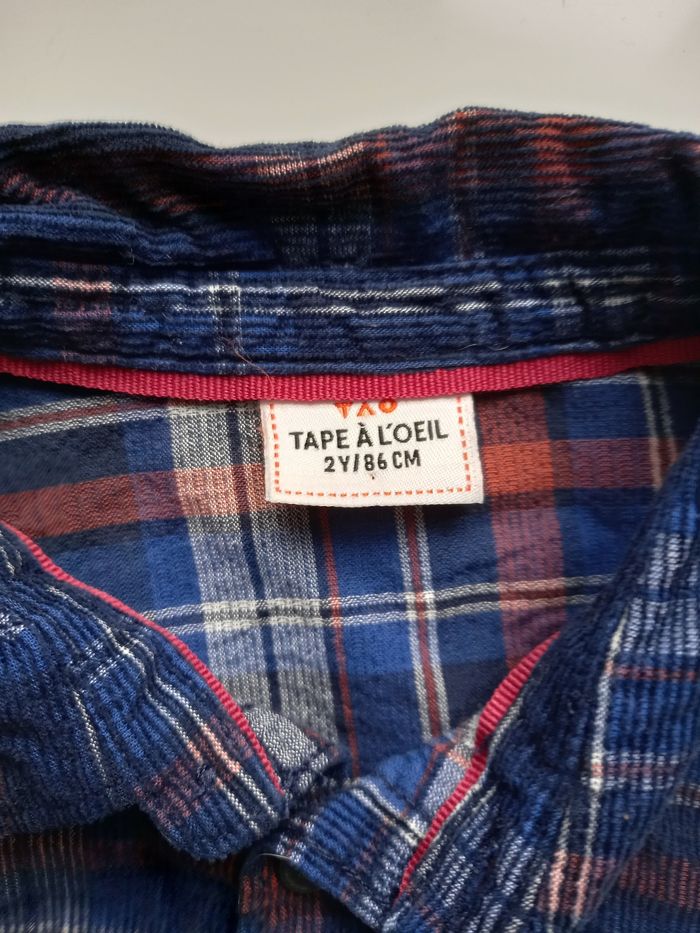 TAPE À L'OEIL
2Y/86 CM